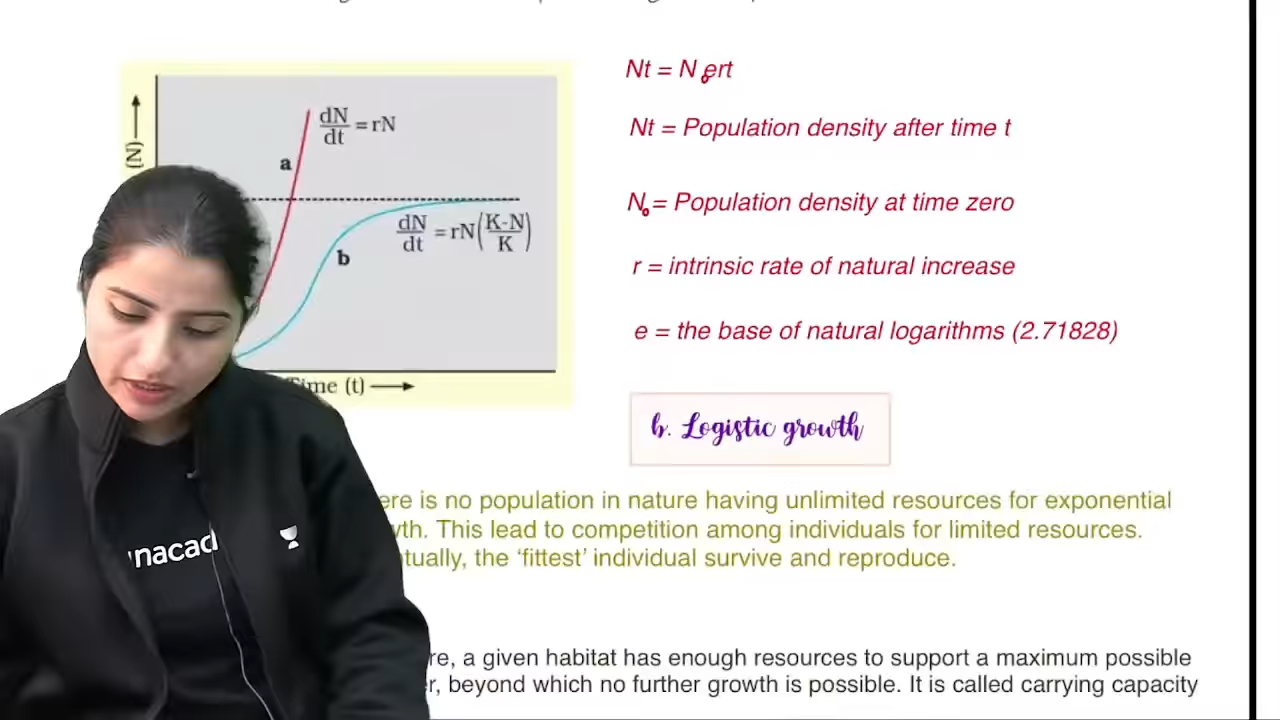 Nt = N₀ert
dN/dt = rN
a
(N)
Nt = Population density after time t
N₀ = Population density at time zero
dN/dt = rN(K-N/K)
b
r = intrinsic rate of natural increase
e = the base of natural logarithms (2.71828)
Time (t)
b. Logistic growth
ere is no population in nature having unlimited resources for exponential
wth. This lead to competition among individuals for limited resources.
tually, the ‘fittest’ individual survive and reproduce.
nacad
re, a given habitat has enough resources to support a maximum possible
r, beyond which no further growth is possible. It is called carrying capacity